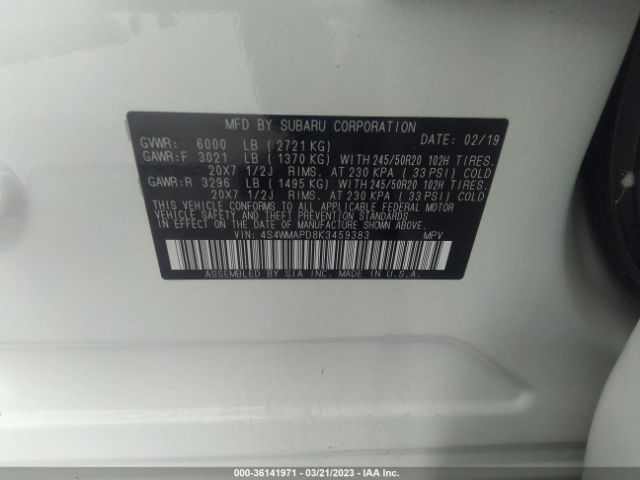 MFD BY SUBARU CORPORATION
DATE: 02/19
GVWR: 6000 LB ( 2721 KG)
GAWR:F 3021 LB ( 1370 KG) WITH 245/50R20 102H TIRES.
20X7 1/2J RIMS. AT 230 KPA ( 33 PSI) COLD
GAWR:R 3296 LB ( 1495 KG) WITH 245/50R20 102H TIRES.
20X7 1/2J RIMS. AT 230 KPA ( 33 PSI) COLD
THIS VEHICLE CONFORMS TO ALL APPLICABLE FEDERAL MOTOR
VEHICLE SAFETY AND THEFT PREVENTION STANDARDS
IN EFFECT ON THE DATE OF MANUFACTURE SHOWN ABOVE.
VIN: 4S4WMAPD8K3459383 MPV
ASSEMBLED BY SIA INC. MADE IN U.S.A.
000-36141971 - 03/21/2023 - IAA Inc.